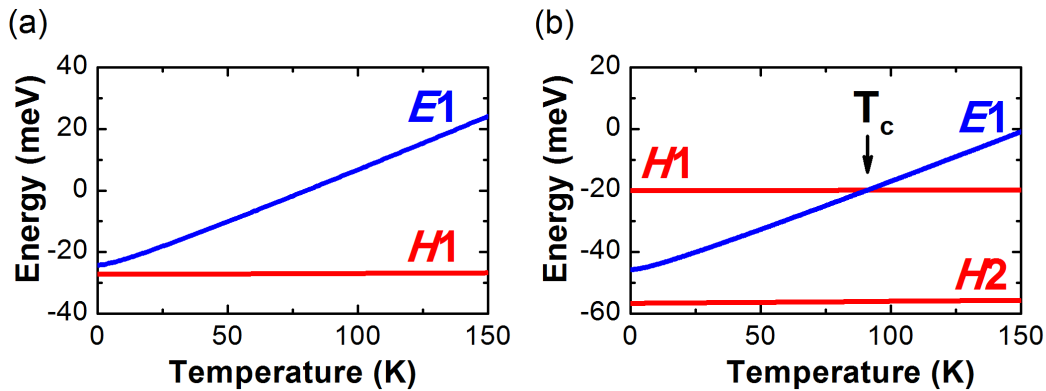 (a)
40
20
0
-20
-40
Energy (meV)
E1
H1
0 50 100 150
Temperature (K)
(b)
20
0
-20
-40
-60
Energy (meV)
Tc
E1
H1
H2
0 50 100 150
Temperature (K)